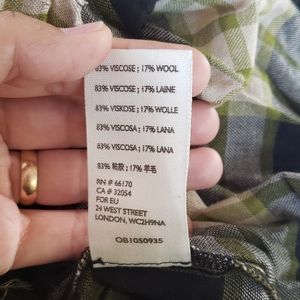 83% VISCOSE ; 17% WOOL
83% VISCOSE ; 17% LAINE
83% VISKOSE ; 17% WOLLE
83% VISCOSA ; 17% LANA
83% VISCOSA ; 17% LANA
83% 粘胶 ; 17% 羊毛
RN # 66170
CA # 32054
FOR EU
24 WEST STREET
LONDON, WC2H9NA
OB1050935